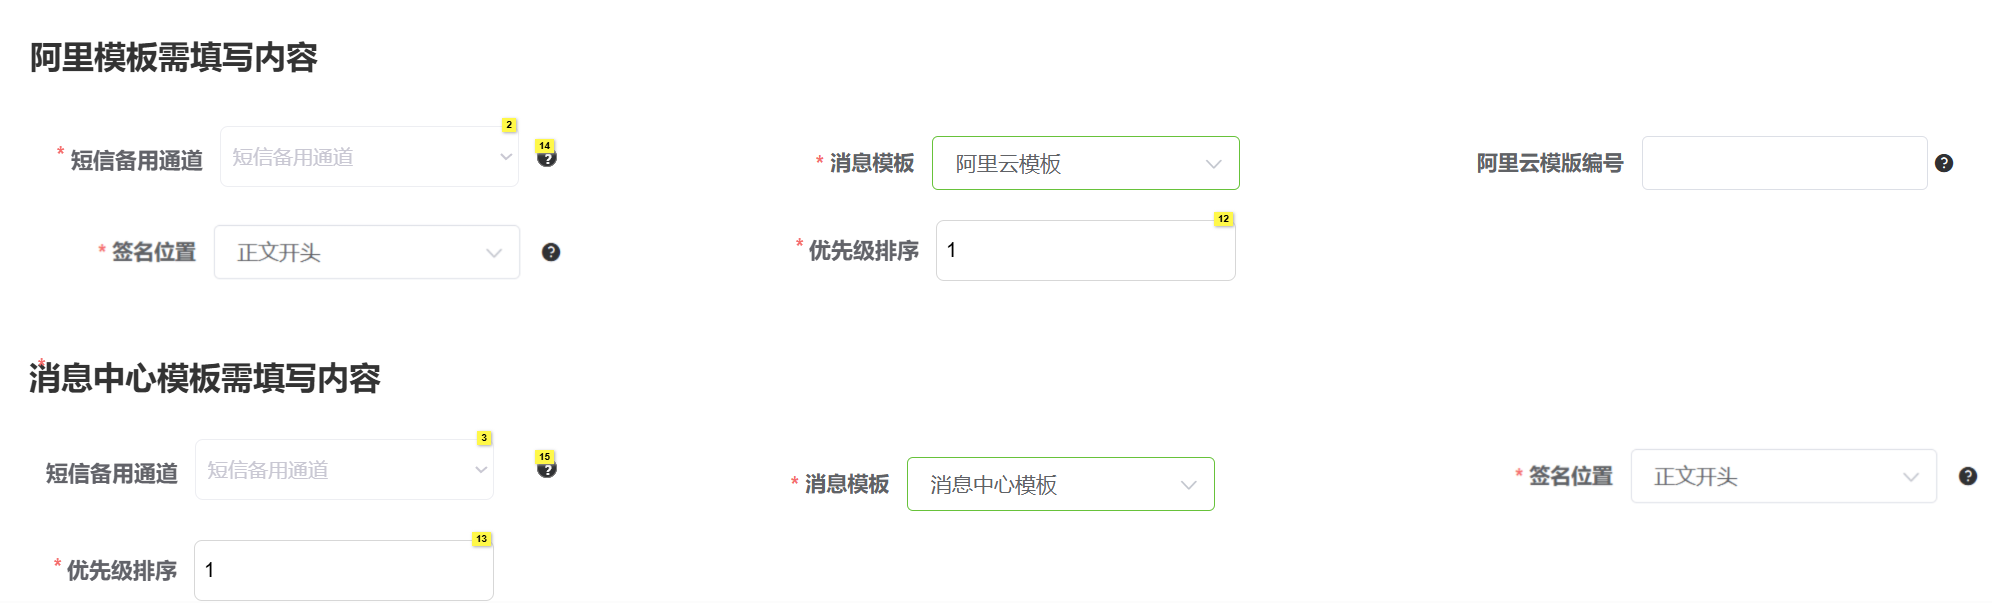 阿里模板需填写内容
* 短信备用通道 短信备用通道 2 14 ? * 消息模板 阿里云模板 阿里云模版编号 ?
* 签名位置 正文开头 ? * 优先级排序 1 12
* 消息中心模板需填写内容
短信备用通道 短信备用通道 3 15 ? * 消息模板 消息中心模板 * 签名位置 正文开头 ?
* 优先级排序 1 13